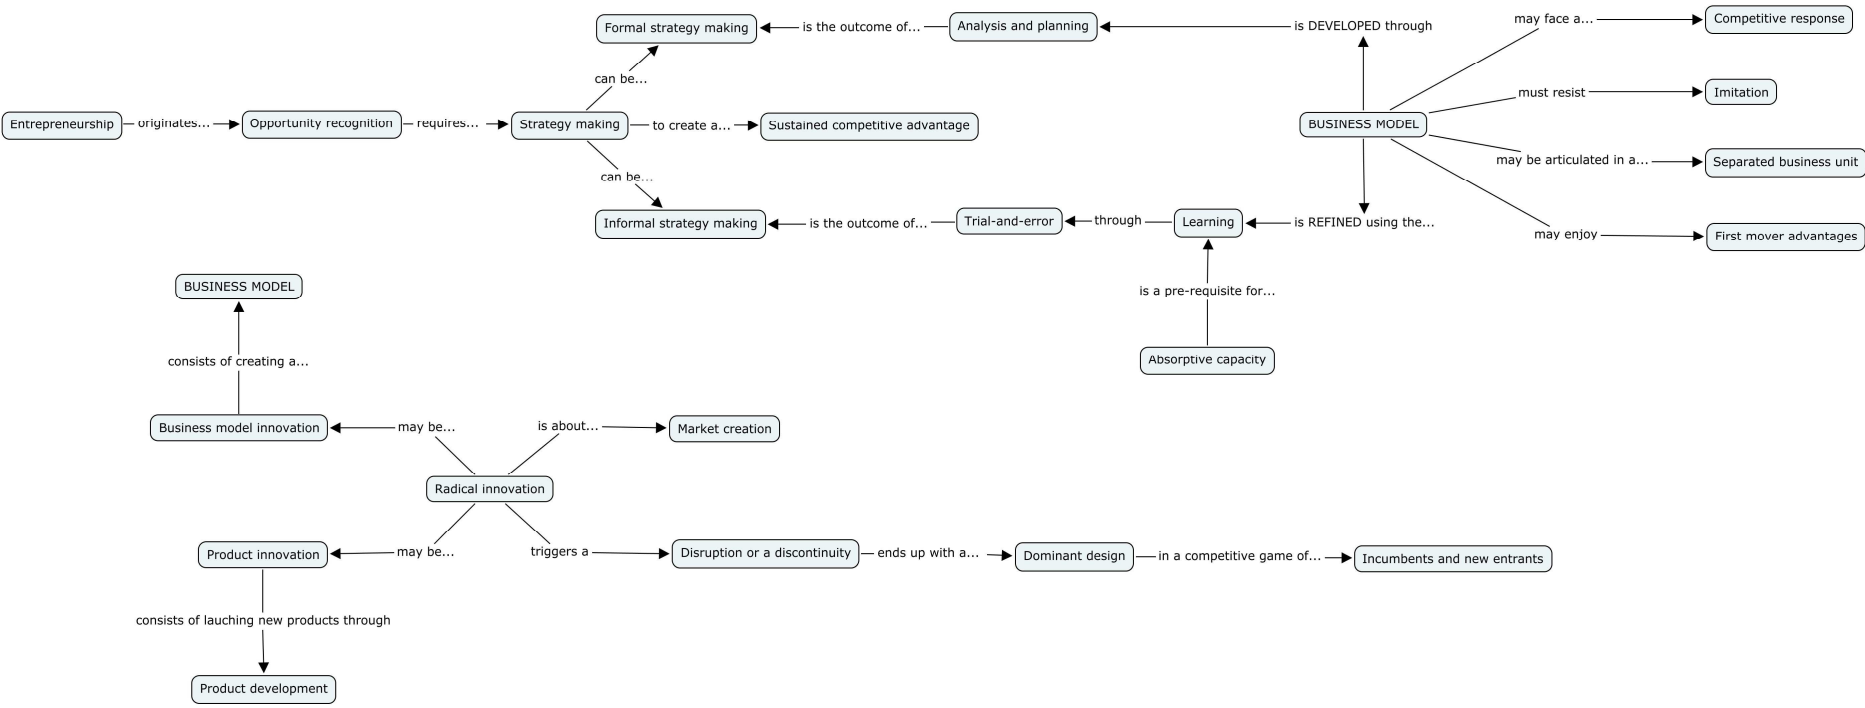 Formal strategy making
is the outcome of...
Analysis and planning
is DEVELOPED through
may face a...
Competitive response
can be...
must resist
Imitation
Entrepreneurship
originates...
Opportunity recognition
requires...
Strategy making
to create a...
Sustained competitive advantage
BUSINESS MODEL
may be articulated in a...
Separated business unit
can be...
Informal strategy making
is the outcome of...
Trial-and-error
through
Learning
is REFINED using the...
may enjoy
First mover advantages
BUSINESS MODEL
is a pre-requisite for...
consists of creating a...
Absorptive capacity
Business model innovation
may be...
is about...
Market creation
Radical innovation
Product innovation
may be...
triggers a
Disruption or a discontinuity
ends up with a...
Dominant design
in a competitive game of...
Incumbents and new entrants
consists of lauching new products through
Product development